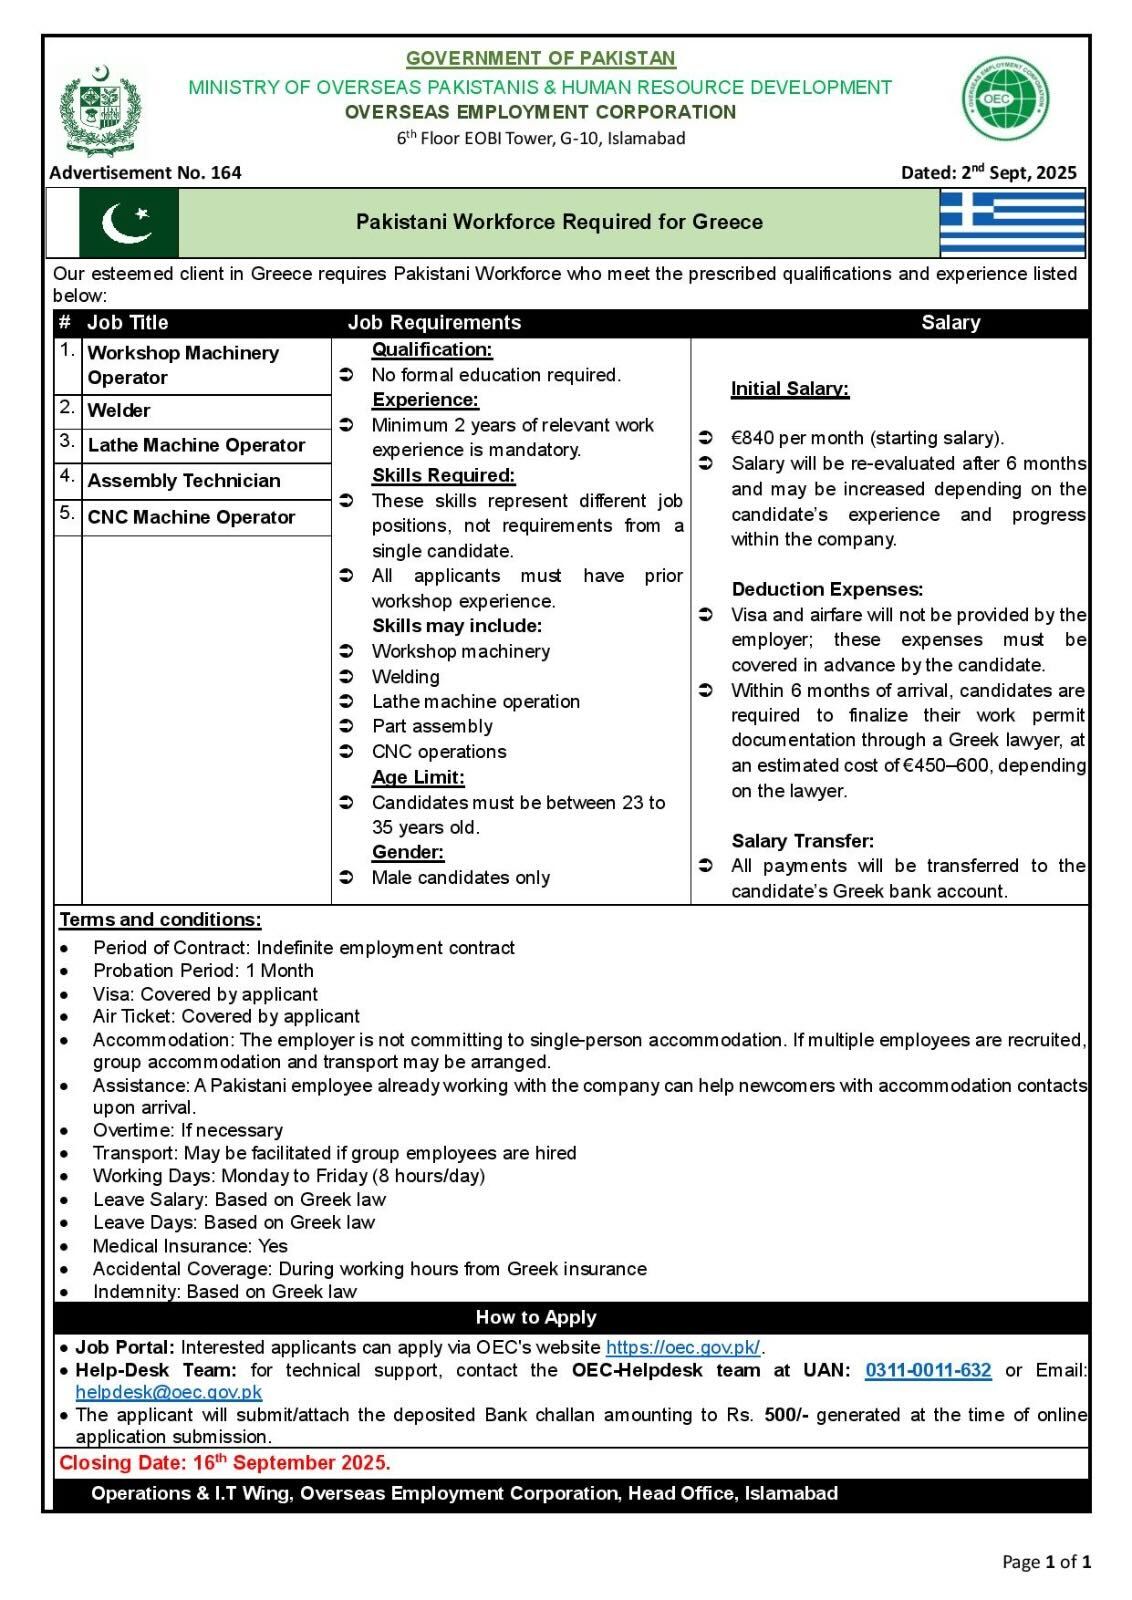 GOVERNMENT OF PAKISTAN
MINISTRY OF OVERSEAS PAKISTANIS & HUMAN RESOURCE DEVELOPMENT
OVERSEAS EMPLOYMENT CORPORATION
6th Floor EOBI Tower, G-10, Islamabad
OVERSEAS EMPLOYMENT CORPORATION
OEC
Advertisement No. 164
Dated: 2nd Sept, 2025
Pakistani Workforce Required for Greece
Our esteemed client in Greece requires Pakistani Workforce who meet the prescribed qualifications and experience listed
below:
# Job Title Job Requirements Salary
1. Workshop Machinery
Operator
2. Welder
3. Lathe Machine Operator
4. Assembly Technician
5. CNC Machine Operator
Qualification:
➲ No formal education required.
Experience:
➲ Minimum 2 years of relevant work
experience is mandatory.
Skills Required:
➲ These skills represent different job
positions, not requirements from a
single candidate.
➲ All applicants must have prior
workshop experience.
Skills may include:
➲ Workshop machinery
➲ Welding
➲ Lathe machine operation
➲ Part assembly
➲ CNC operations
Age Limit:
➲ Candidates must be between 23 to
35 years old.
Gender:
➲ Male candidates only
Initial Salary:
➲ €840 per month (starting salary).
➲ Salary will be re-evaluated after 6 months
and may be increased depending on the
candidate's experience and progress
within the company.
Deduction Expenses:
➲ Visa and airfare will not be provided by the
employer; these expenses must be
covered in advance by the candidate.
➲ Within 6 months of arrival, candidates are
required to finalize their work permit
documentation through a Greek lawyer, at
an estimated cost of €450–600, depending
on the lawyer.
Salary Transfer:
➲ All payments will be transferred to the
candidate's Greek bank account.
Terms and conditions:
• Period of Contract: Indefinite employment contract
• Probation Period: 1 Month
• Visa: Covered by applicant
• Air Ticket: Covered by applicant
• Accommodation: The employer is not committing to single-person accommodation. If multiple employees are recruited,
group accommodation and transport may be arranged.
• Assistance: A Pakistani employee already working with the company can help newcomers with accommodation contacts
upon arrival.
• Overtime: If necessary
• Transport: May be facilitated if group employees are hired
• Working Days: Monday to Friday (8 hours/day)
• Leave Salary: Based on Greek law
• Leave Days: Based on Greek law
• Medical Insurance: Yes
• Accidental Coverage: During working hours from Greek insurance
• Indemnity: Based on Greek law
How to Apply
• Job Portal: Interested applicants can apply via OEC's website https://oec.gov.pk/.
• Help-Desk Team: for technical support, contact the OEC-Helpdesk team at UAN: 0311-0011-632 or Email:
helpdesk@oec.gov.pk
• The applicant will submit/attach the deposited Bank challan amounting to Rs. 500/- generated at the time of online
application submission.
Closing Date: 16th September 2025.
Operations & I.T Wing, Overseas Employment Corporation, Head Office, Islamabad
Page 1 of 1